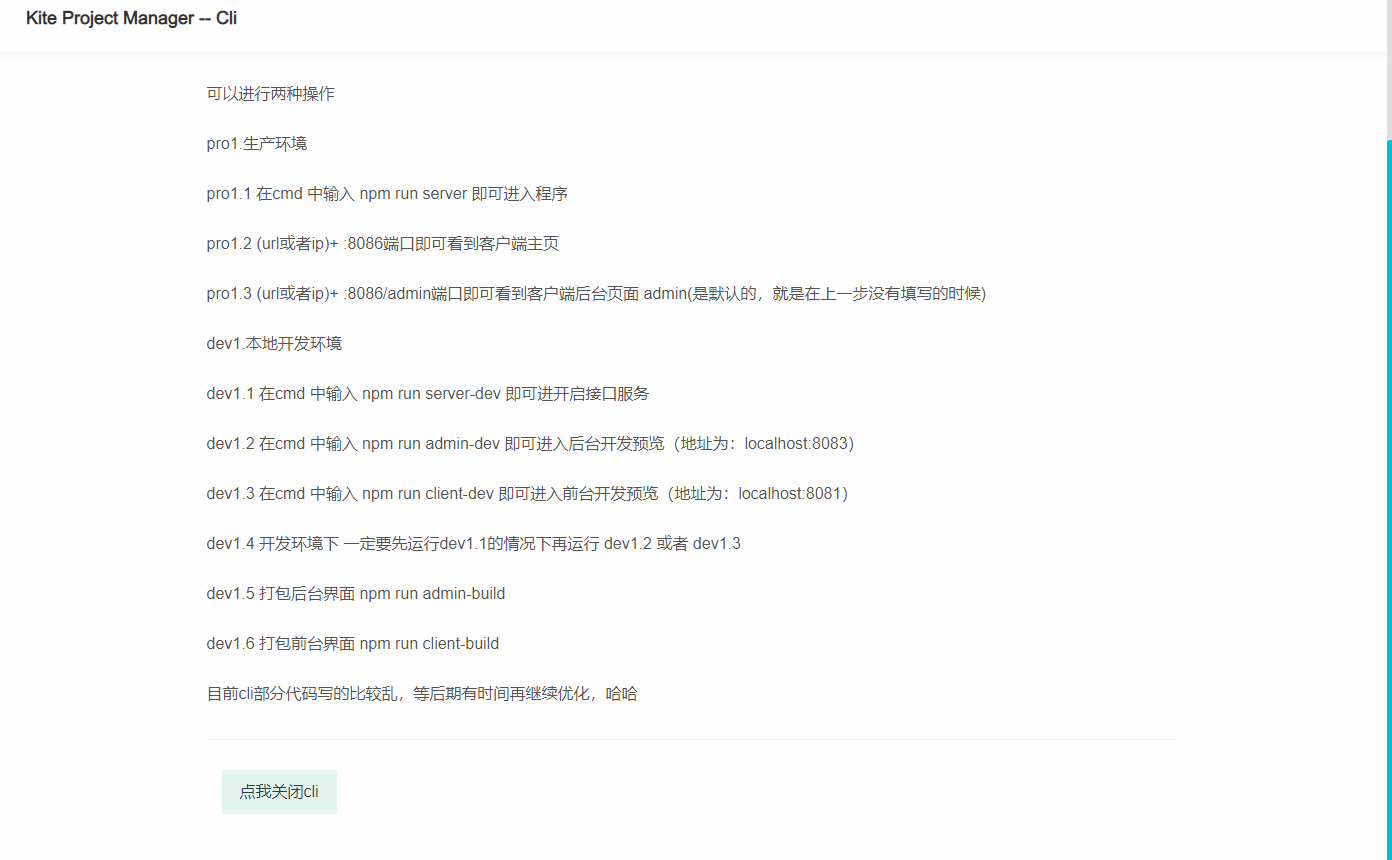 Kite Project Manager -- Cli
可以进行两种操作
pro1.生产环境
pro1.1 在cmd 中输入 npm run server 即可进入程序
pro1.2 (url或者ip)+ :8086端口即可看到客户端主页
pro1.3 (url或者ip)+ :8086/admin端口即可看到客户端后台页面 admin(是默认的，就是在上一步没有填写的时候)
dev1.本地开发环境
dev1.1 在cmd 中输入 npm run server-dev 即可进开启接口服务
dev1.2 在cmd 中输入 npm run admin-dev 即可进入后台开发预览（地址为：localhost:8083）
dev1.3 在cmd 中输入 npm run client-dev 即可进入前台开发预览（地址为：localhost:8081）
dev1.4 开发环境下 一定要先运行dev1.1的情况下再运行 dev1.2 或者 dev1.3
dev1.5 打包后台界面 npm run admin-build
dev1.6 打包前台界面 npm run client-build
目前cli部分代码写的比较乱，等后期有时间再继续优化，哈哈
点我关闭cli